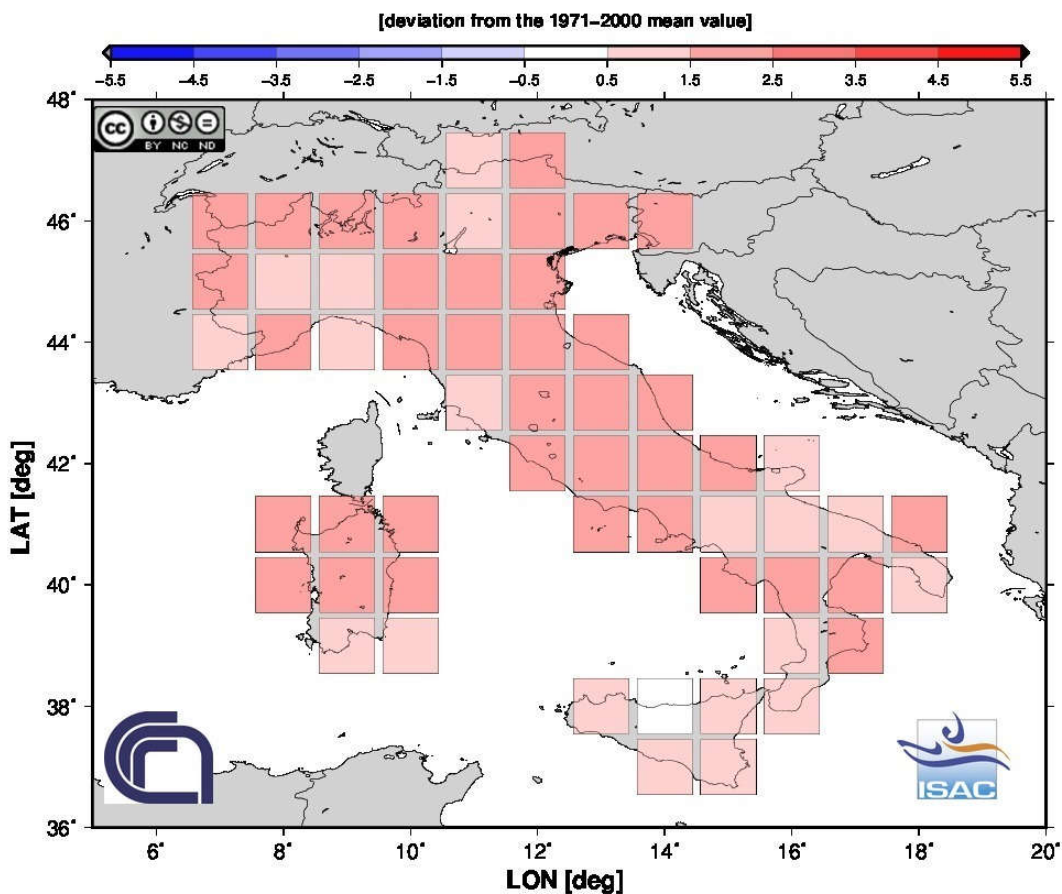 [deviation from the 1971–2000 mean value]
−5.5 −4.5 −3.5 −2.5 −1.5 −0.5 0.5 1.5 2.5 3.5 4.5 5.5
48°
cc
BY NC ND
46°
44°
42°
LAT [deg]
40°
38°
ISAC
36°
6° 8° 10° 12° 14° 16° 18° 20°
LON [deg]